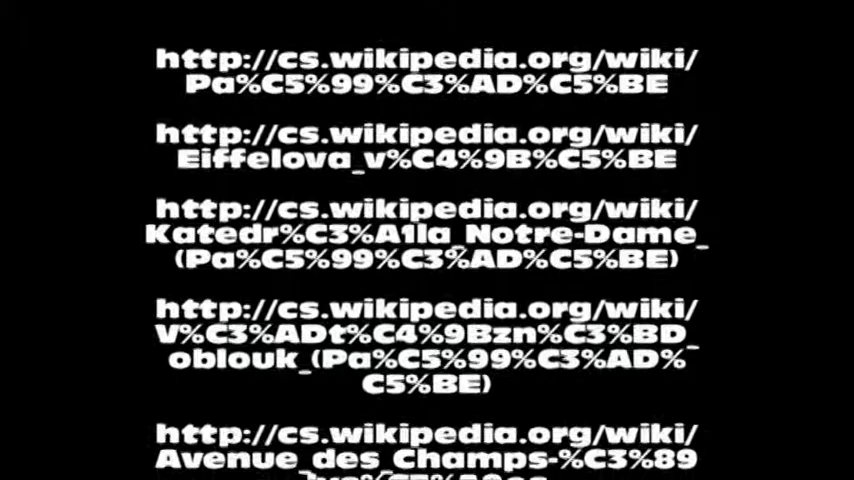 http://cs.wikipedia.org/wiki/
Pa%C5%99%C3%AD%C5%BE
http://cs.wikipedia.org/wiki/
Eiffelova_v%C4%9B%C5%BE
http://cs.wikipedia.org/wiki/
Katedr%C3%A1la_Notre-Dame_
(Pa%C5%99%C3%AD%C5%BE)
http://cs.wikipedia.org/wiki/
V%C3%ADt%C4%9Bzn%C3%BD_
oblouk_(Pa%C5%99%C3%AD%
C5%BE)
http://cs.wikipedia.org/wiki/
Avenue_des_Champs-%C3%89